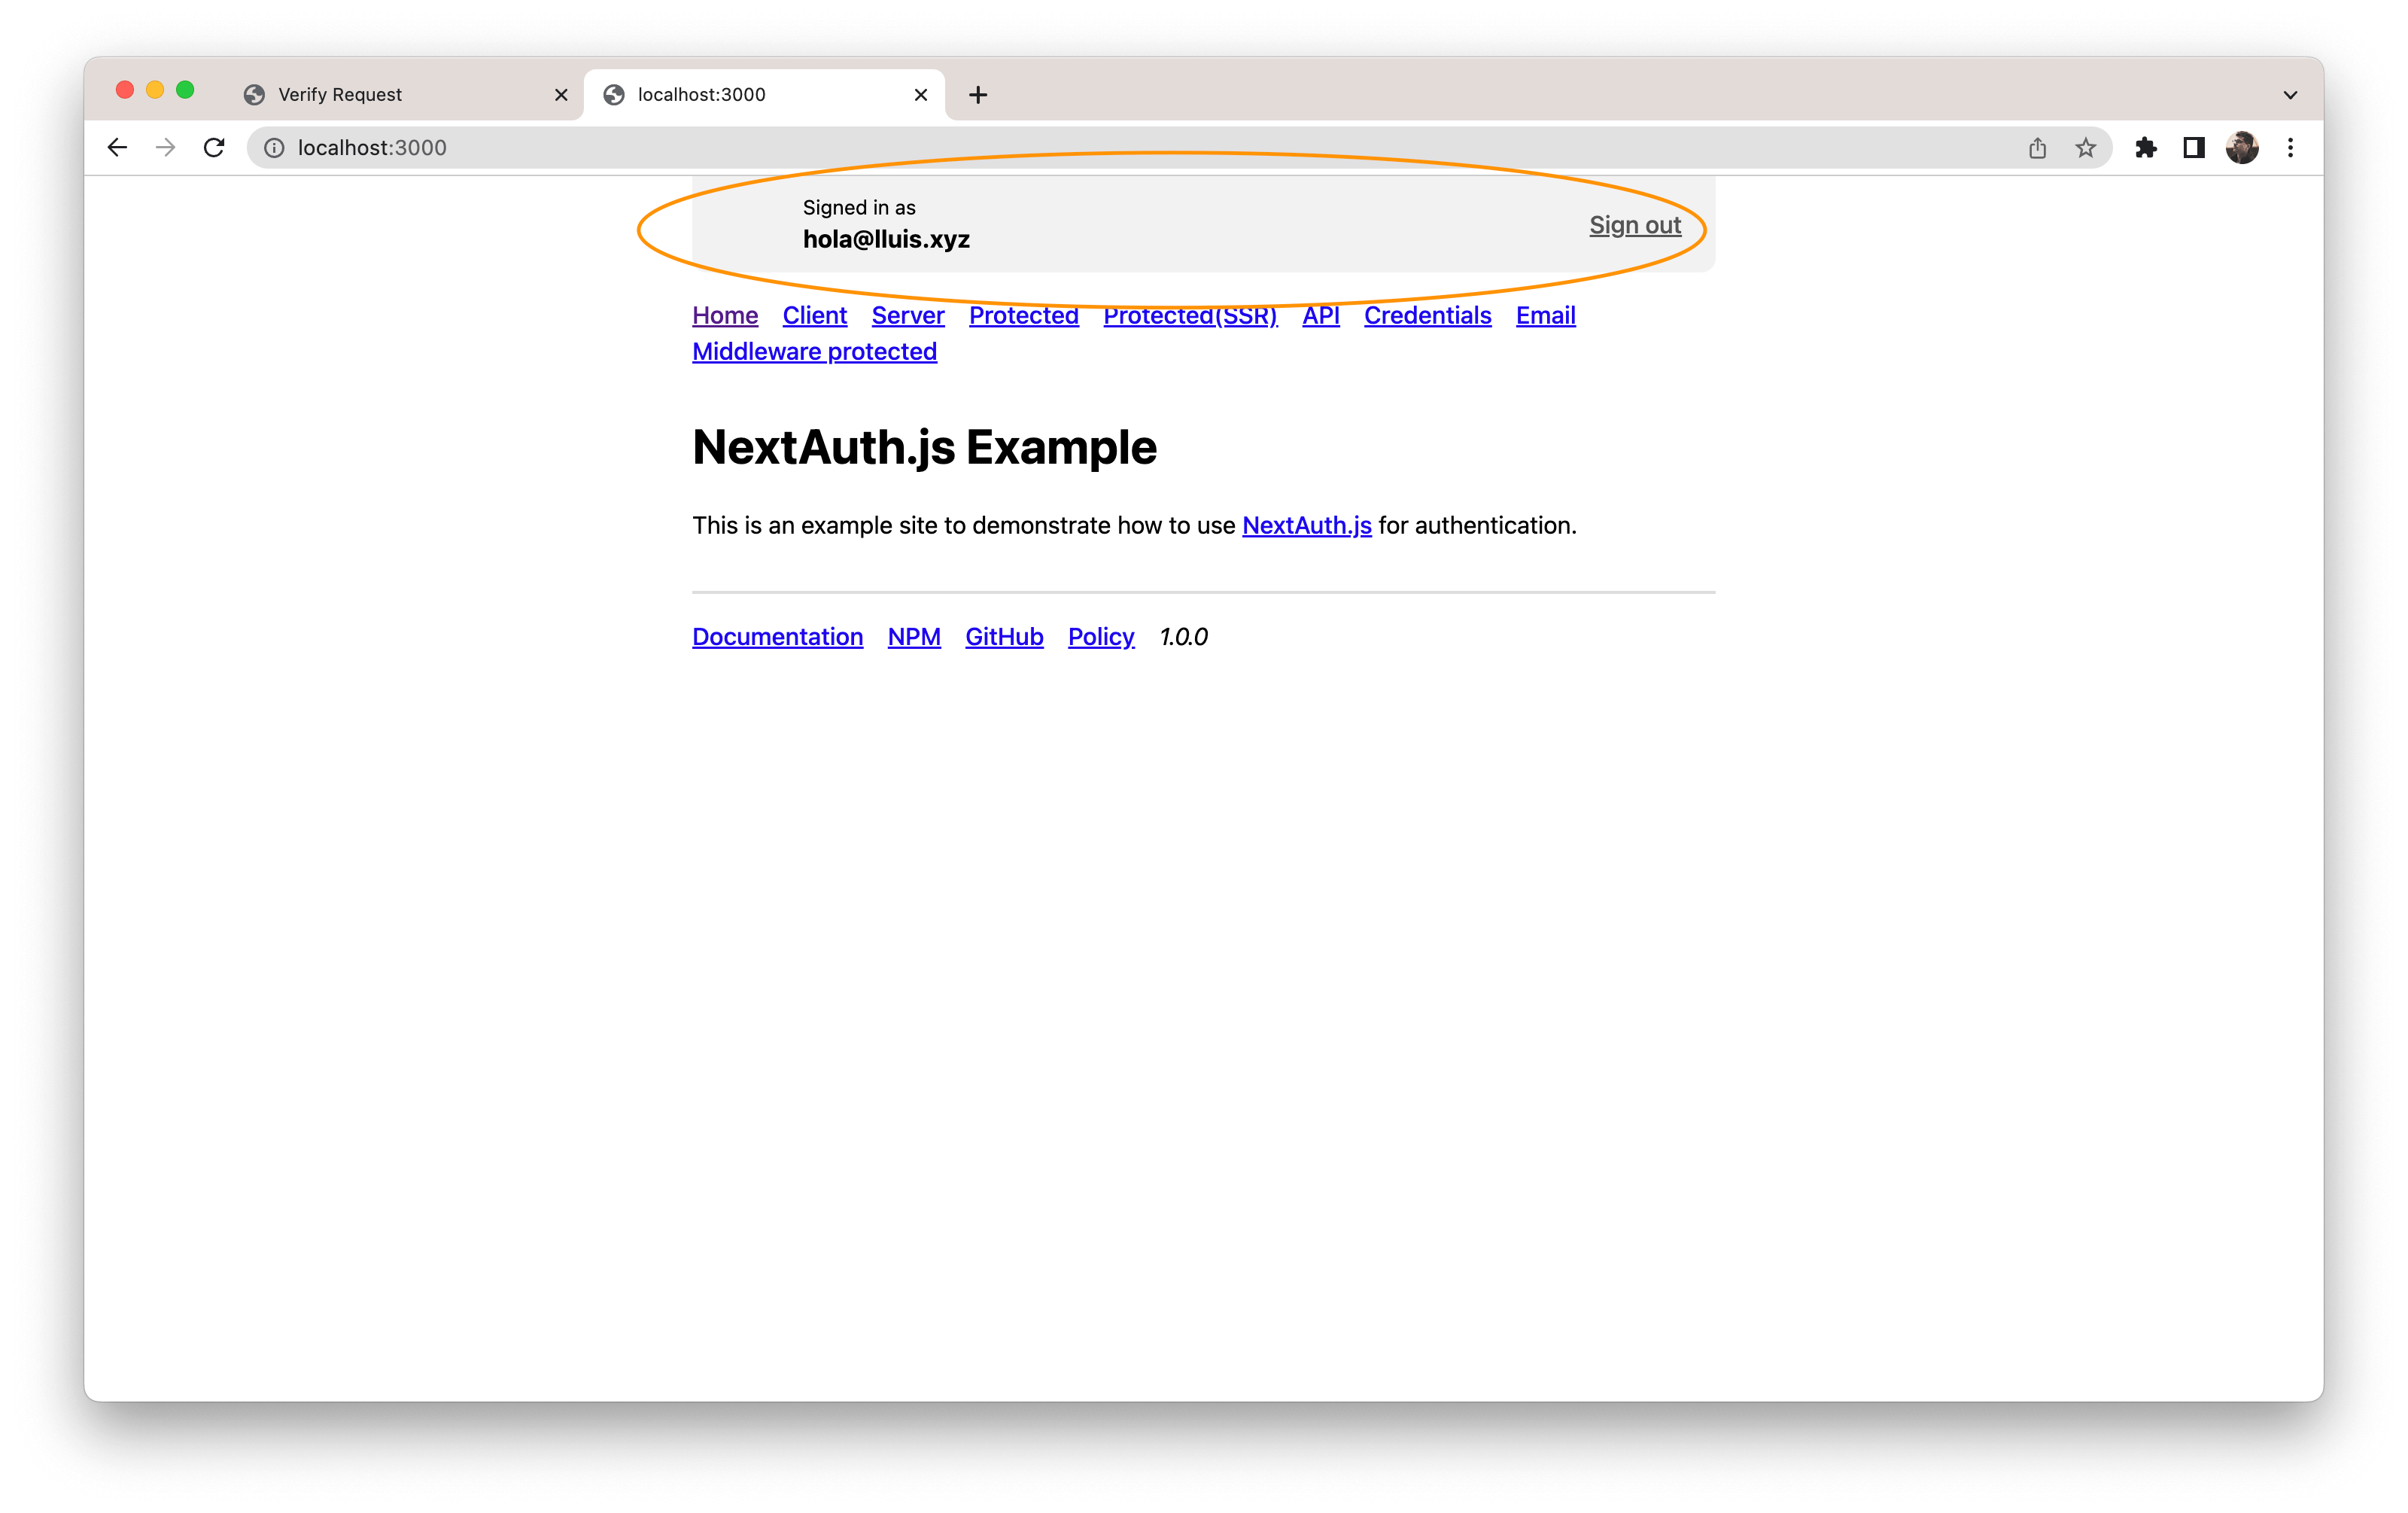 Verify Request
localhost:3000
localhost:3000
Signed in as
hola@lluis.xyz
Sign out
Home Client Server Protected Protected(SSR) API Credentials Email
Middleware protected
NextAuth.js Example
This is an example site to demonstrate how to use NextAuth.js for authentication.
Documentation NPM GitHub Policy 1.0.0